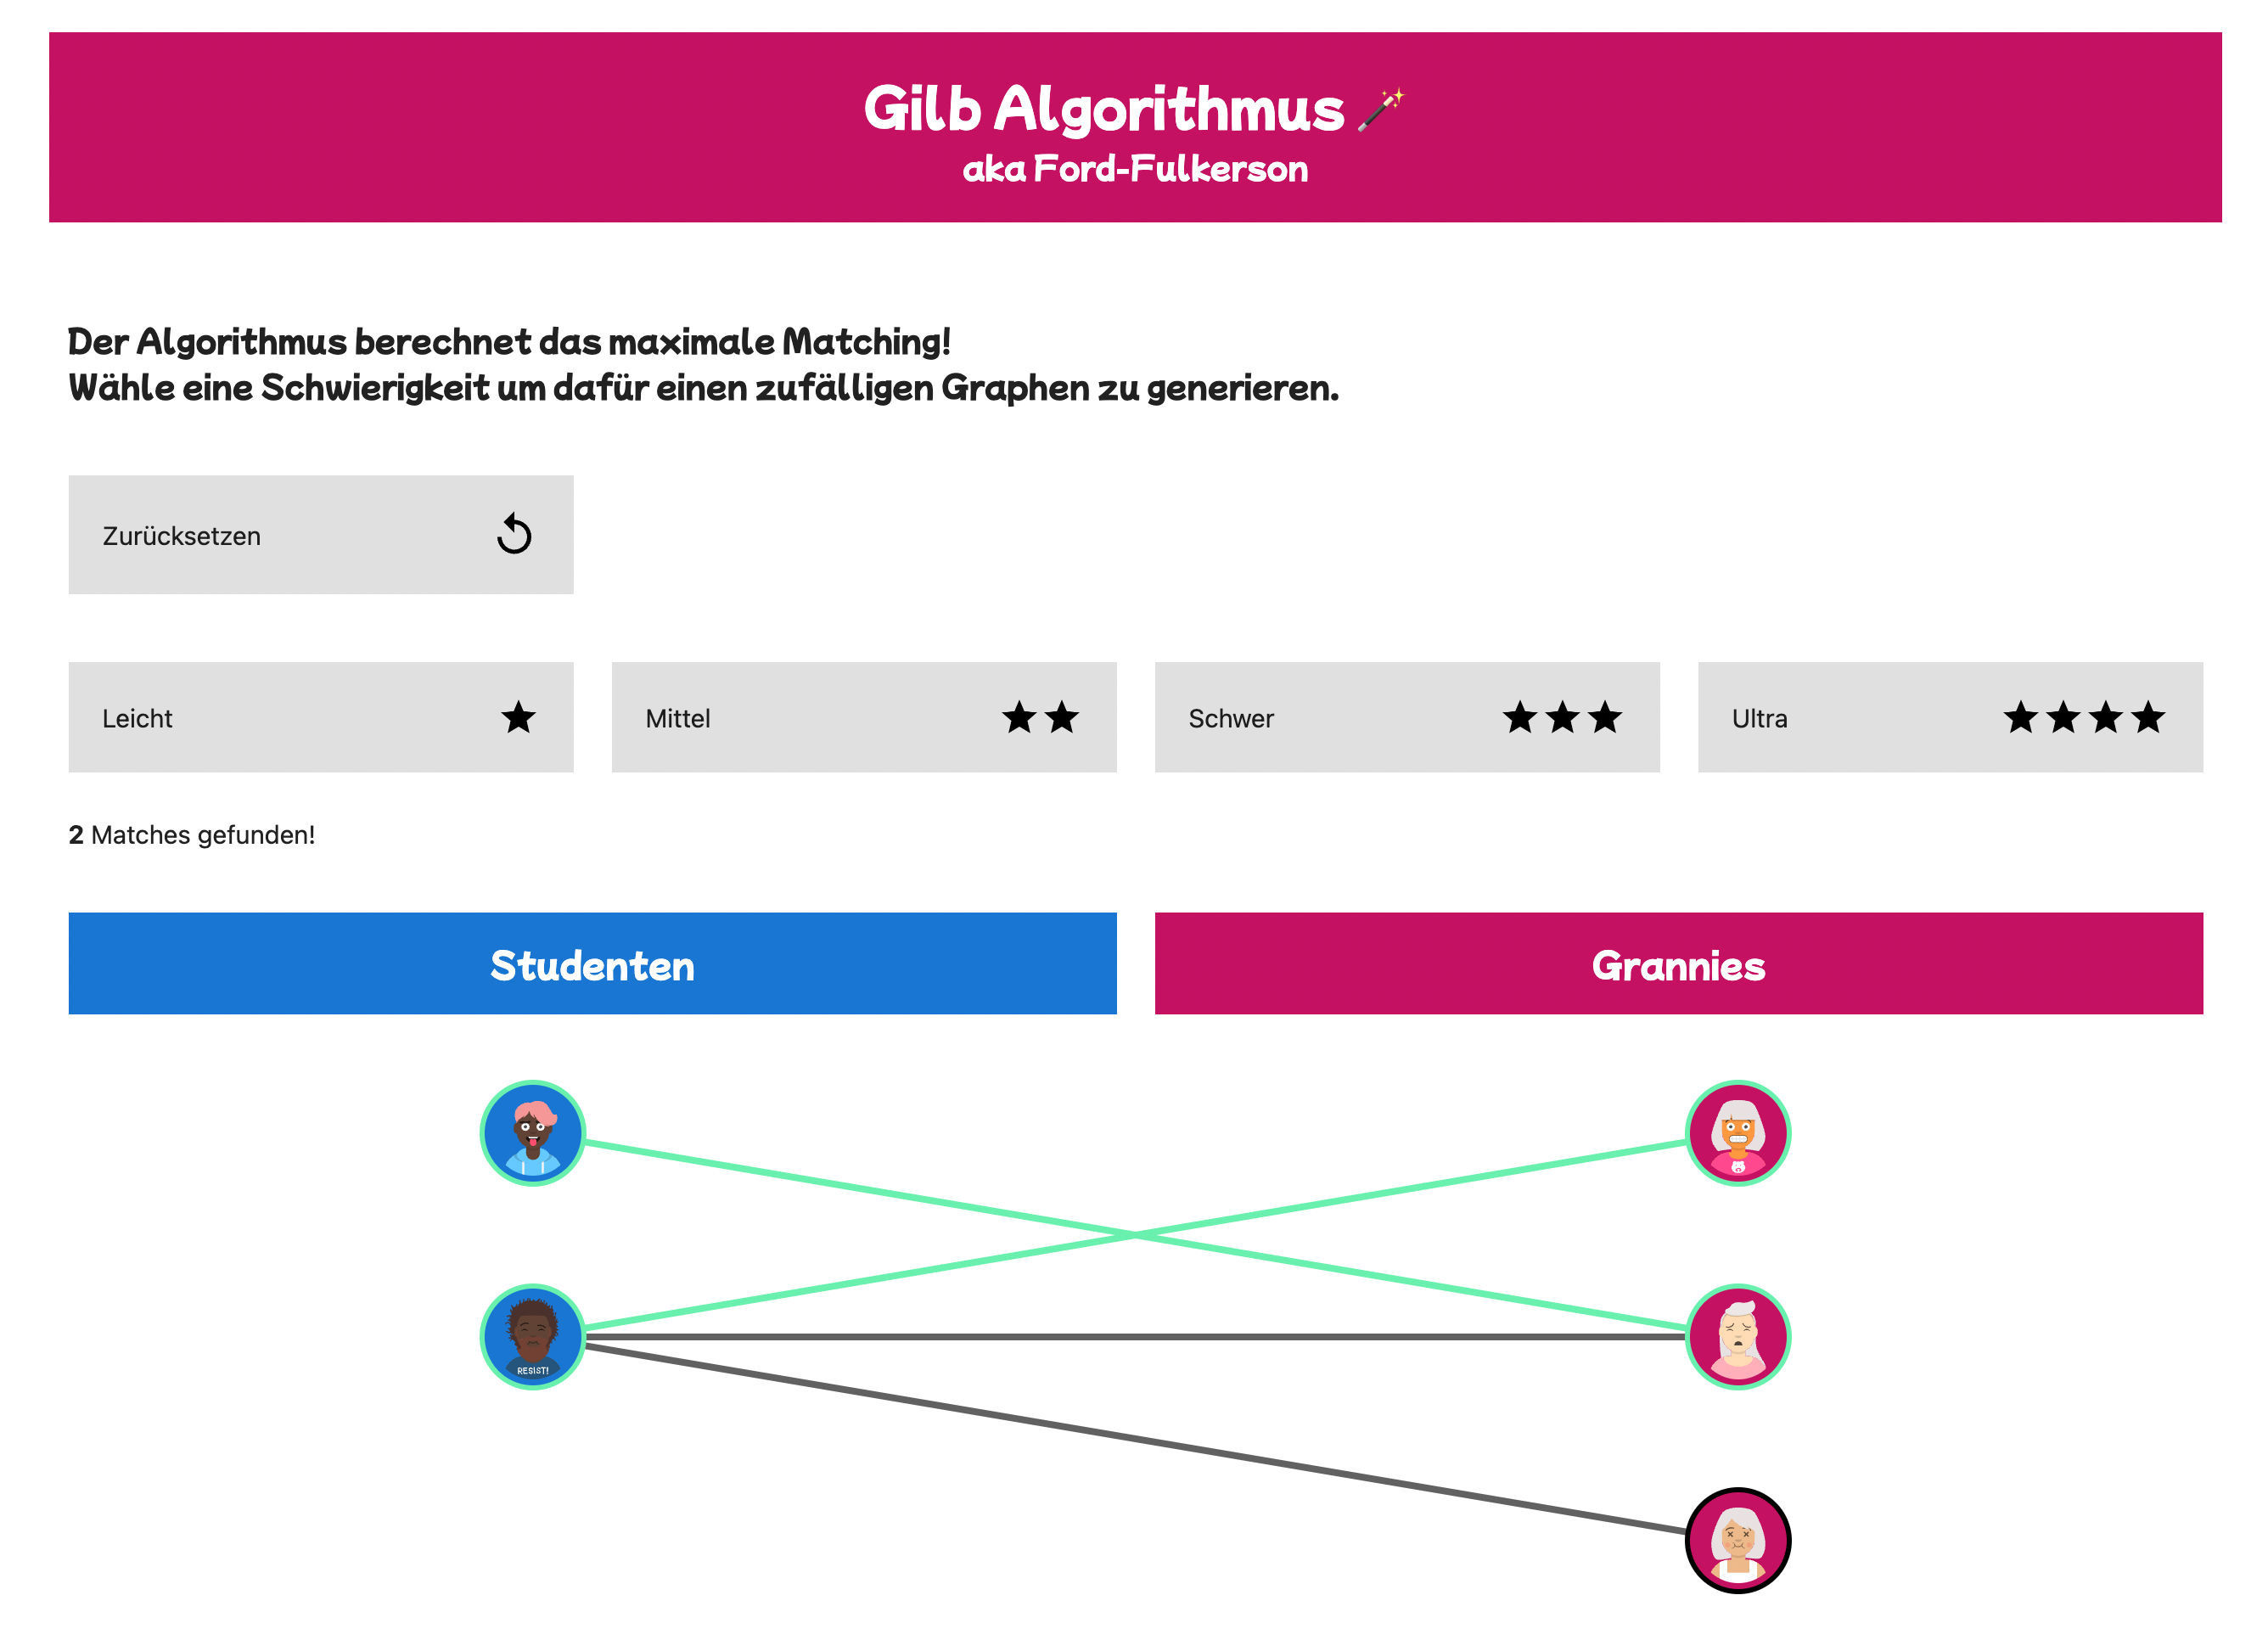 Gilb Algorithmus
aka Ford-Fulkerson
Der Algorithmus berechnet das maximale Matching!
Wähle eine Schwierigkeit um dafür einen zufälligen Graphen zu generieren.
Zurücksetzen
Leicht
Mittel
Schwer
Ultra
2 Matches gefunden!
Studenten
Grannies
RESIST!